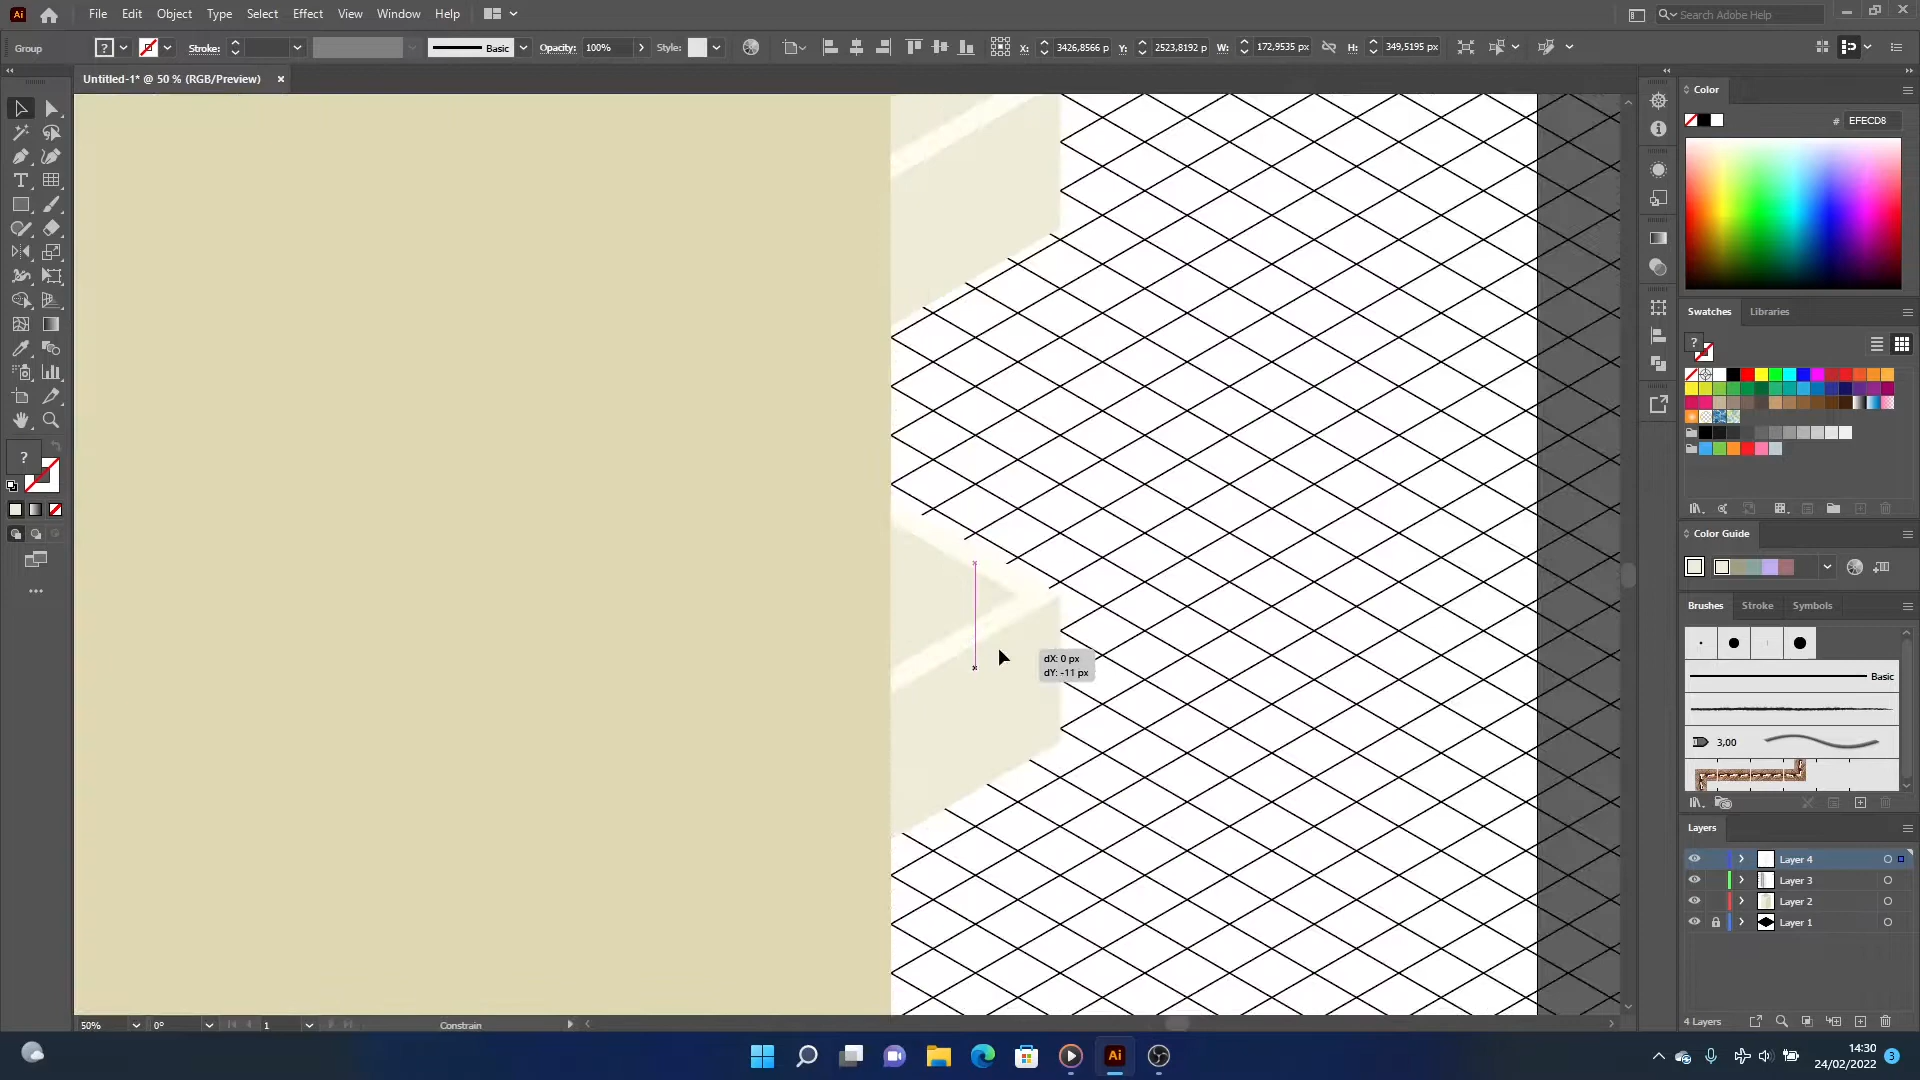 Ai File Edit Object Type Select Effect View Window Help Search Adobe Help
Group ? Stroke: Basic Opacity: 100% Style: X: 3426,8566 p Y: 2523,8192 p W: 172,9535 px H: 349,5195 px
Untitled-1* @ 50 % (RGB/Preview) ×
Color
# EFECD8
Swatches Libraries
?
?
Color Guide
Brushes Stroke Symbols
dX: 0 px
dY: -11 px
Basic
3,00
Layers
Layer 4
Layer 3
Layer 2
Layer 1
50% 0° 1 Constrain 4 Layers
Ai 14:30
24/02/2022 3